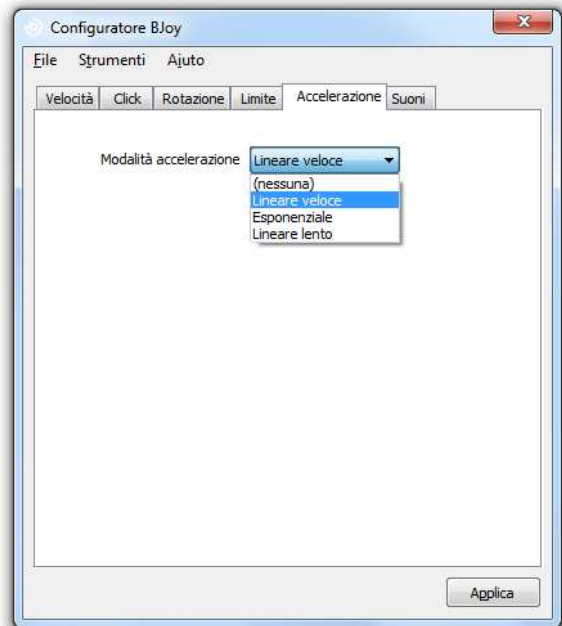 Configuratore BJoy
File Strumenti Aiuto
Velocità Click Rotazione Limite Accelerazione Suoni
Modalità accelerazione Lineare veloce
(nessuna)
Lineare veloce
Esponenziale
Lineare lento
Applica